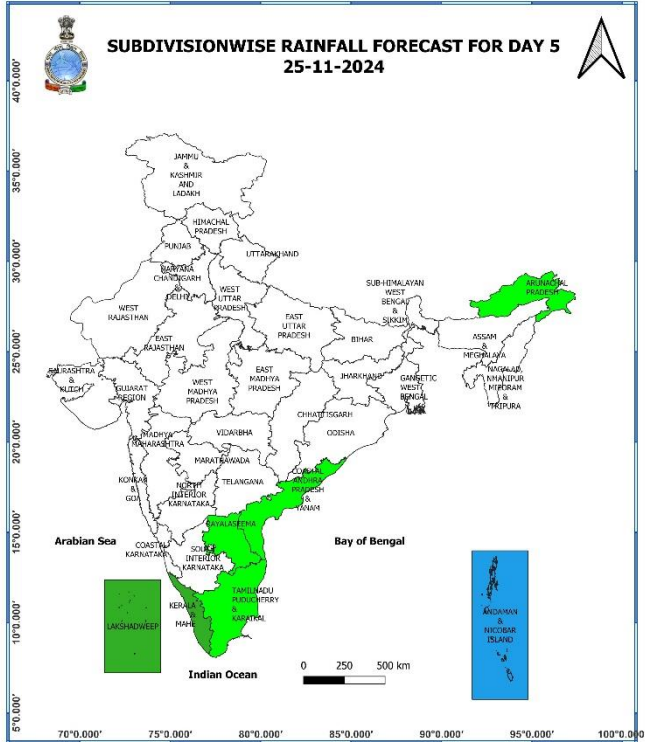 SUBDIVISIONWISE RAINFALL FORECAST FOR DAY 5
25-11-2024
40°0.000'
35°0.000'
30°0.000'
25°0.000'
20°0.000'
15°0.000'
10°0.000'
5°0.000'
JAMMU
&
KASHMIR
AND
LADAKH
HIMACHAL
PRADESH
PUNJAB
UTTARAKHAND
HARYANA
CHANDIGARH
&
DELHI
WEST
UTTAR
PRADESH
WEST
RAJASTHAN
EAST
RAJASTHAN
EAST
UTTAR
PRADESH
SUB-HIMALAYAN
WEST
BENGAL
&
SIKKIM
ARUNACHAL
PRADESH
BIHAR
ASSAM
&
MEGHALAYA
NAGALAD,
NMANIPUR
MIZORAM
&
TRIPURA
SAURASHTRA
&
KUTCH
GUJARAT
REGION
WEST
MADHYA
PRADESH
EAST
MADHYA
PRADESH
JHARKHAND
GANGETIC
WEST
BENGAL
CHHATTISGARH
ODISHA
MADHYA
MAHARASHTRA
VIDARBHA
MARATHWADA
TELANGANA
COASTAL
ANDHRA
PRADESH
&
YANAM
KONKAN
&
GOA
NORTH
INTERIOR
KARNATAKA
RAYALASEEMA
Arabian Sea
COASTAL
KARNATAKA
SOUTH
INTERIOR
KARNATAKA
Bay of Bengal
LAKSHADWEEP
KERALA
&
MAHE
TAMILNADU
PUDUCHERRY
&
KARAIKAL
ANDAMAN
&
NICOBAR
ISLAND
Indian Ocean
0 250 500 km
70°0.000' 75°0.000' 80°0.000' 85°0.000' 90°0.000' 95°0.000' 100°0.000'